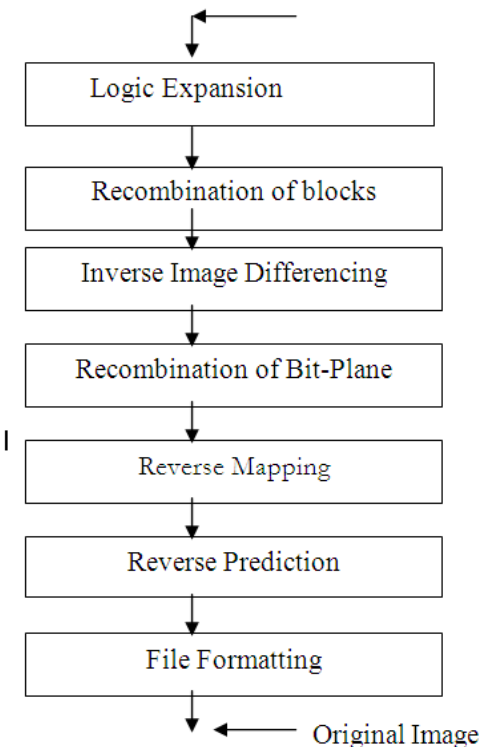 Logic Expansion
Recombination of blocks
Inverse Image Differencing
Recombination of Bit-Plane
l
Reverse Mapping
Reverse Prediction
File Formatting
Original Image